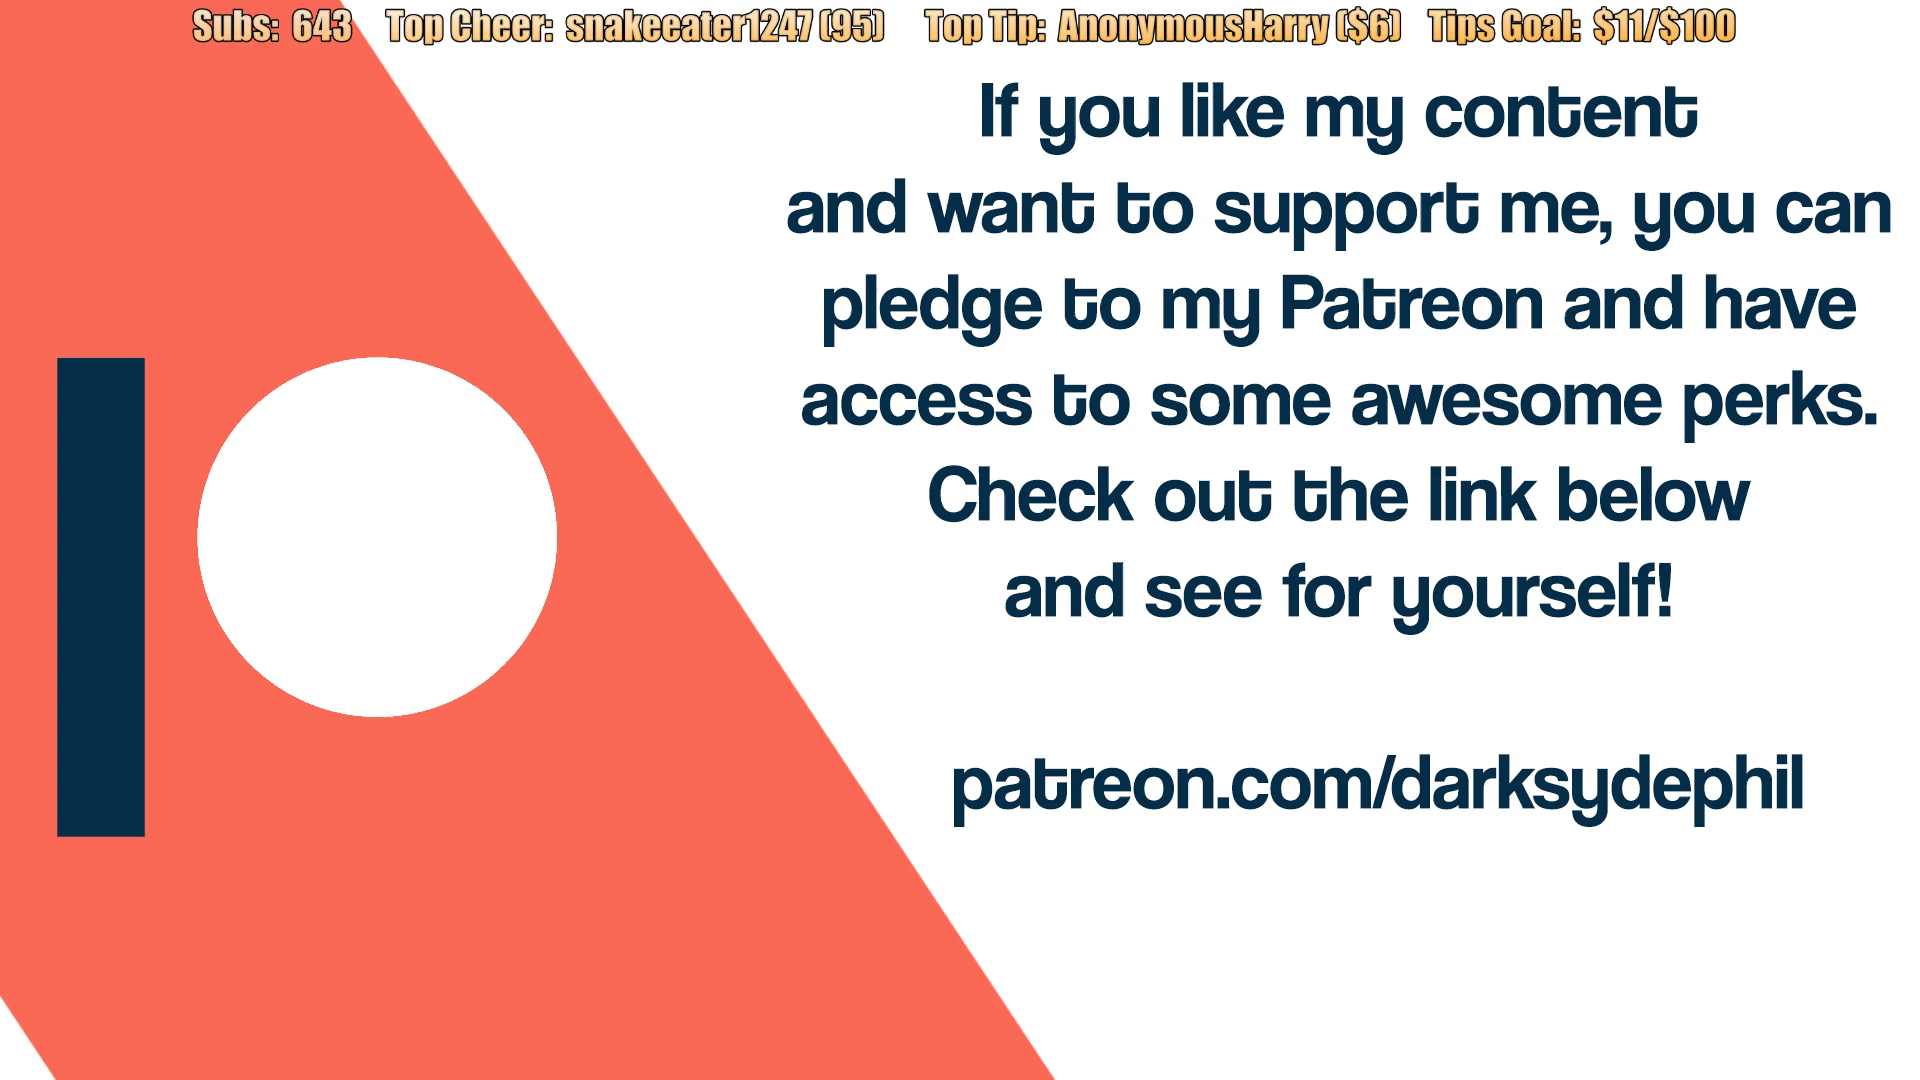 Subs: 643 Top Cheer: snakeeater1247 (95) Top Tip: AnonymousHarry ($6) Tips Goal: $11/$100
If you like my content
and want to support me, you can
pledge to my Patreon and have
access to some awesome perks.
Check out the link below
and see for yourself!
patreon.com/darksydephil